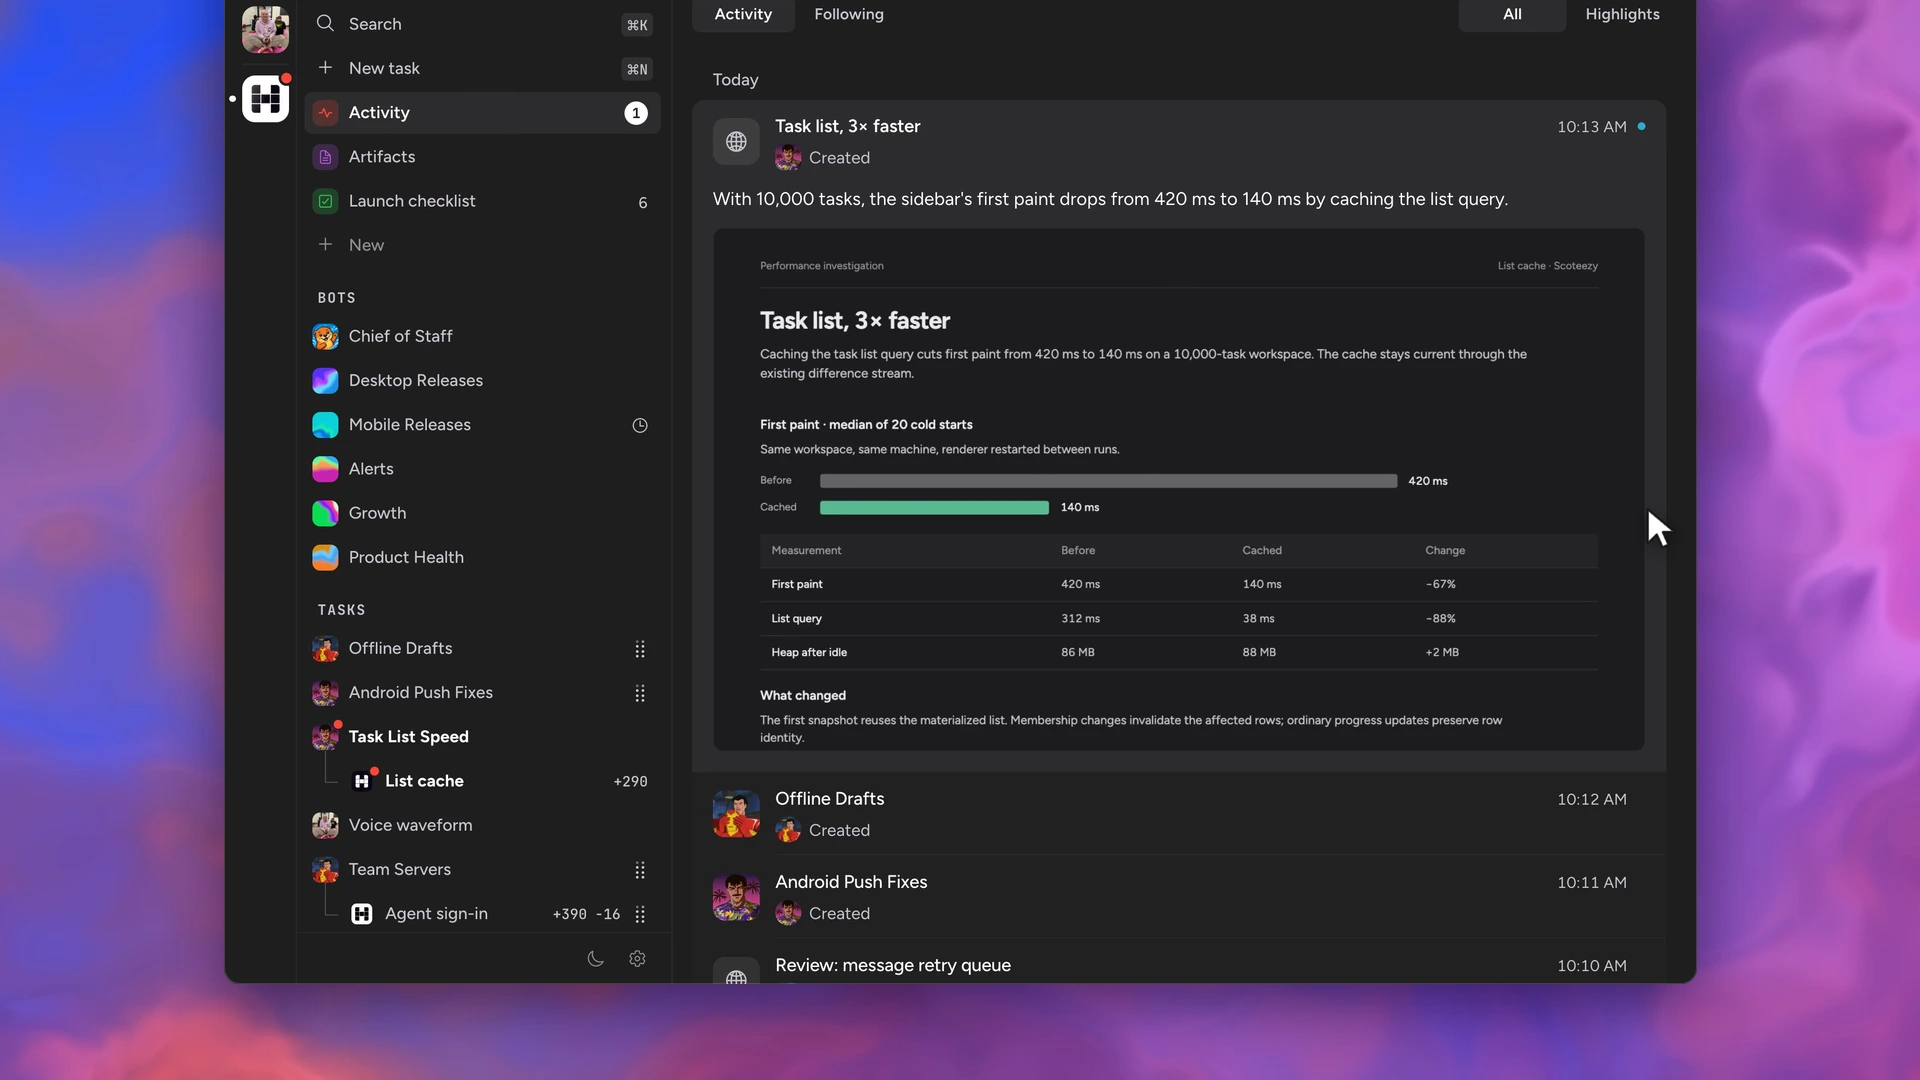 Search ⌘K
New task ⌘N
Activity 1
Artifacts
Launch checklist 6
New
BOTS
Chief of Staff
Desktop Releases
Mobile Releases
Alerts
Growth
Product Health
TASKS
Offline Drafts
Android Push Fixes
Task List Speed
List cache +290
Voice waveform
Team Servers
Agent sign-in +390 -16
Activity Following All Highlights
Today
Task list, 3× faster 10:13 AM
Created
With 10,000 tasks, the sidebar's first paint drops from 420 ms to 140 ms by caching the list query.
Performance investigation List cache · Scoteezy
Task list, 3× faster
Caching the task list query cuts first paint from 420 ms to 140 ms on a 10,000-task workspace. The cache stays current through the
existing difference stream.
First paint · median of 20 cold starts
Same workspace, same machine, renderer restarted between runs.
Before 420 ms
Cached 140 ms
Measurement Before Cached Change
First paint 420 ms 140 ms −67%
List query 312 ms 38 ms −88%
Heap after idle 86 MB 88 MB +2 MB
What changed
The first snapshot reuses the materialized list. Membership changes invalidate the affected rows; ordinary progress updates preserve row
identity.
Offline Drafts 10:12 AM
Created
Android Push Fixes 10:11 AM
Created
Review: message retry queue 10:10 AM